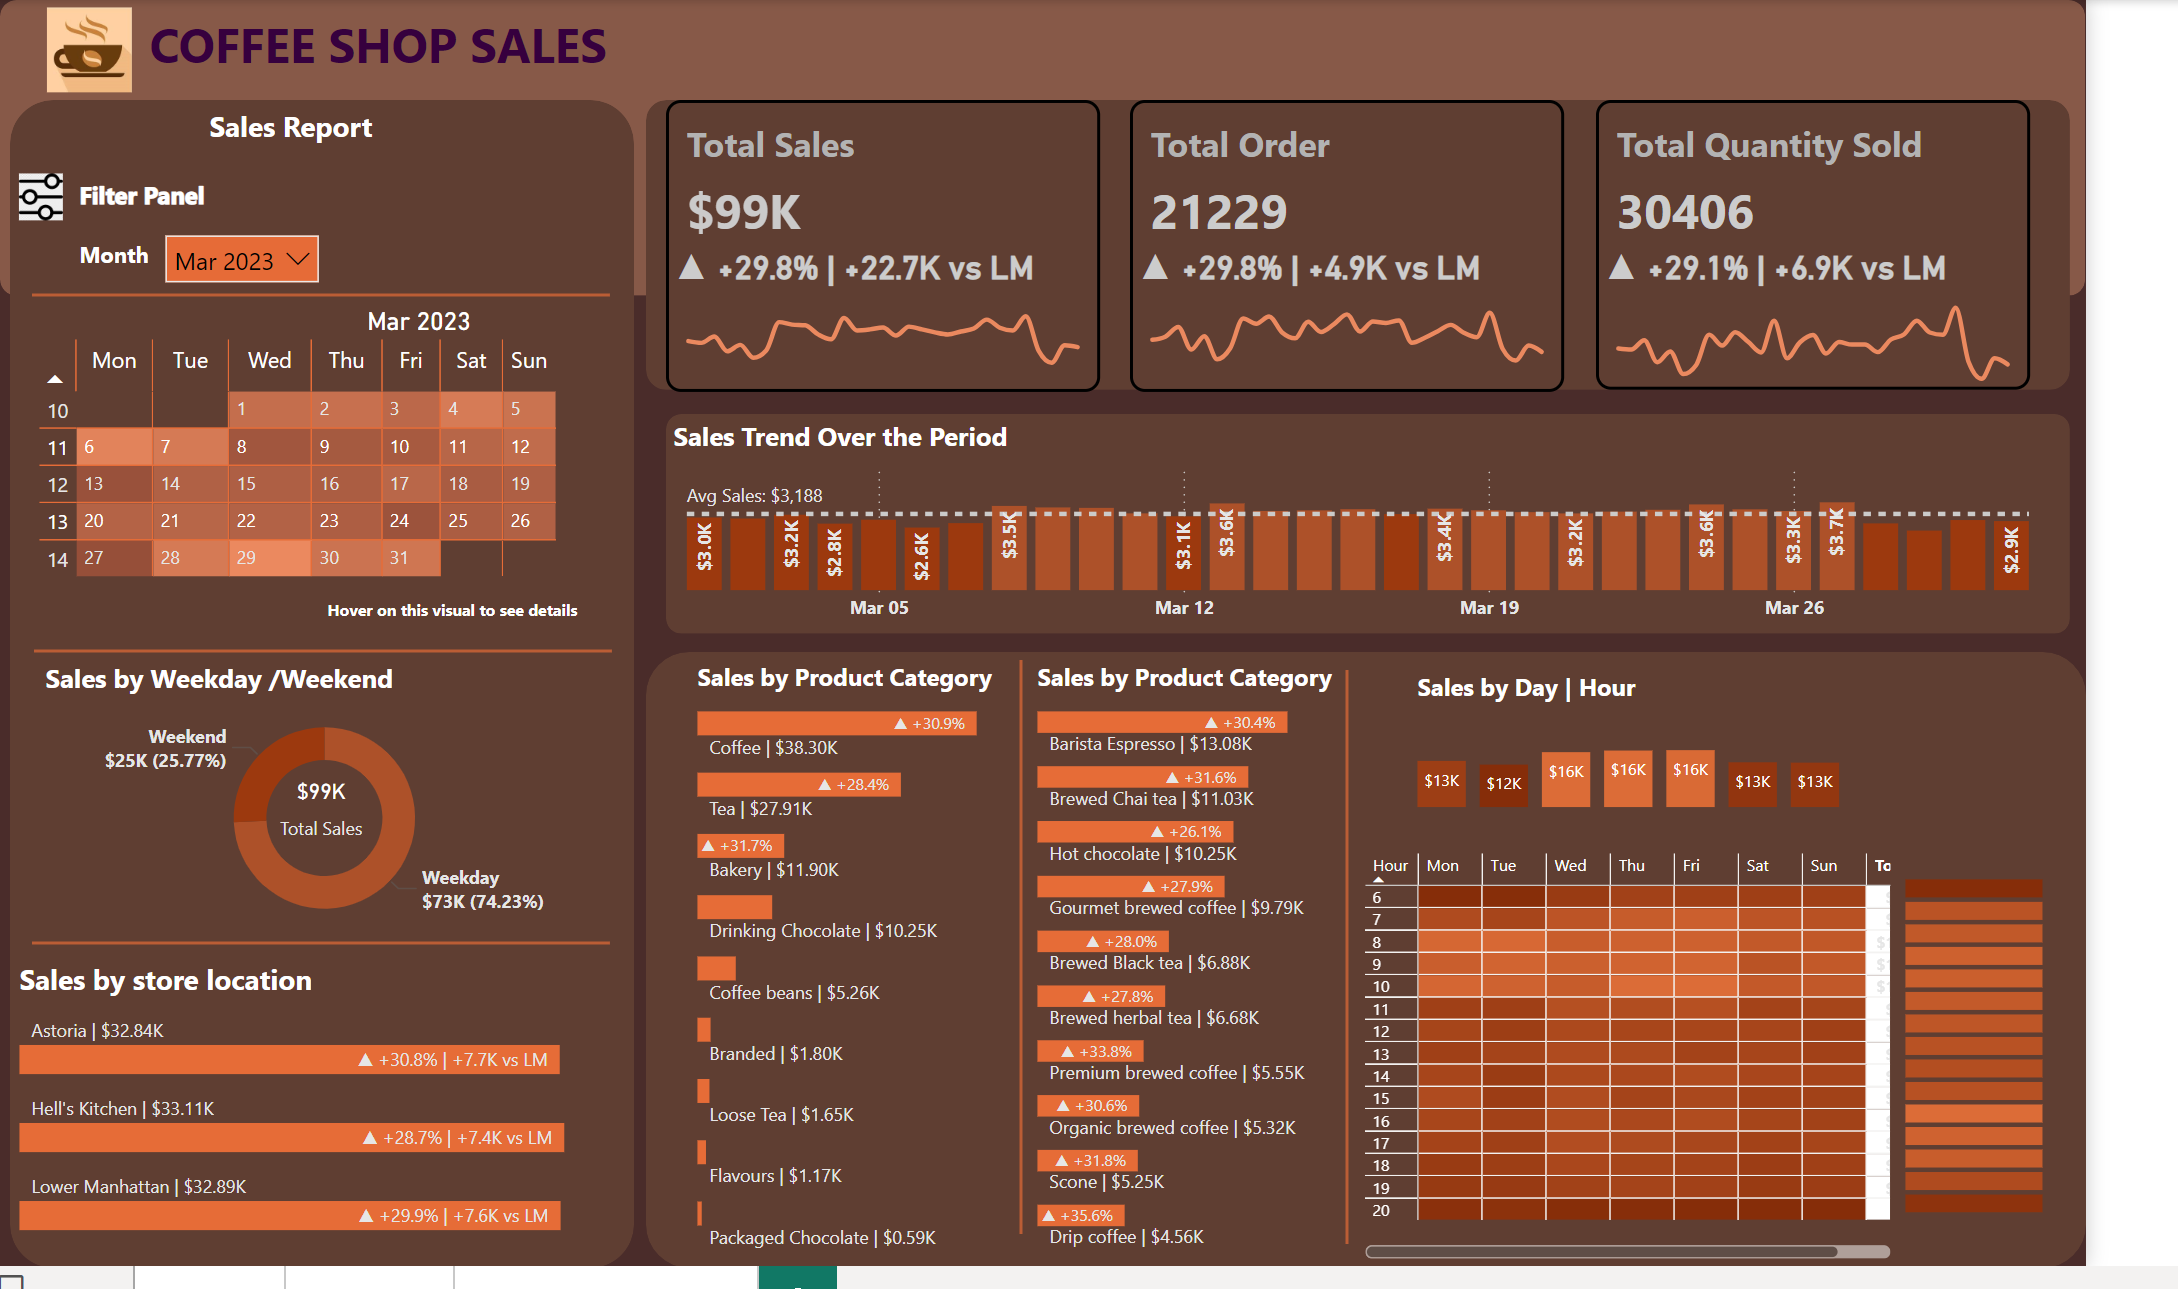 COFFEE SHOP SALES
Sales Report
Filter Panel
Month
Mar 2023
Mar 2023
Mon Tue Wed Thu Fri Sat Sun
10 1 2 3 4 5
11 6 7 8 9 10 11 12
12 13 14 15 16 17 18 19
13 20 21 22 23 24 25 26
14 27 28 29 30 31
Hover on this visual to see details
Sales by Weekday /Weekend
Weekend
$25K (25.77%)
$99K
Total Sales
Weekday
$73K (74.23%)
Sales by store location
Astoria | $32.84K
▲ +30.8% | +7.7K vs LM
Hell's Kitchen | $33.11K
▲ +28.7% | +7.4K vs LM
Lower Manhattan | $32.89K
▲ +29.9% | +7.6K vs LM
Total Sales
$99K
▲ +29.8% | +22.7K vs LM
Total Order
21229
▲ +29.8% | +4.9K vs LM
Total Quantity Sold
30406
▲ +29.1% | +6.9K vs LM
Sales Trend Over the Period
Avg Sales: $3,188
$3.0K $3.2K $2.8K $2.6K $3.5K $3.1K $3.6K $3.4K $3.2K $3.6K $3.3K $3.7K $2.9K
Mar 05 Mar 12 Mar 19 Mar 26
Sales by Product Category
▲ +30.9%
Coffee | $38.30K
▲ +28.4%
Tea | $27.91K
▲ +31.7%
Bakery | $11.90K
Drinking Chocolate | $10.25K
Coffee beans | $5.26K
Branded | $1.80K
Loose Tea | $1.65K
Flavours | $1.17K
Packaged Chocolate | $0.59K
Sales by Product Category
▲ +30.4%
Barista Espresso | $13.08K
▲ +31.6%
Brewed Chai tea | $11.03K
▲ +26.1%
Hot chocolate | $10.25K
▲ +27.9%
Gourmet brewed coffee | $9.79K
▲ +28.0%
Brewed Black tea | $6.88K
▲ +27.8%
Brewed herbal tea | $6.68K
▲ +33.8%
Premium brewed coffee | $5.55K
▲ +30.6%
Organic brewed coffee | $5.32K
▲ +31.8%
Scone | $5.25K
▲ +35.6%
Drip coffee | $4.56K
Sales by Day | Hour
$13K $12K $16K $16K $16K $13K $13K
Hour Mon Tue Wed Thu Fri Sat Sun To
6
7
8
9
10
11
12
13
14
15
16
17
18
19
20